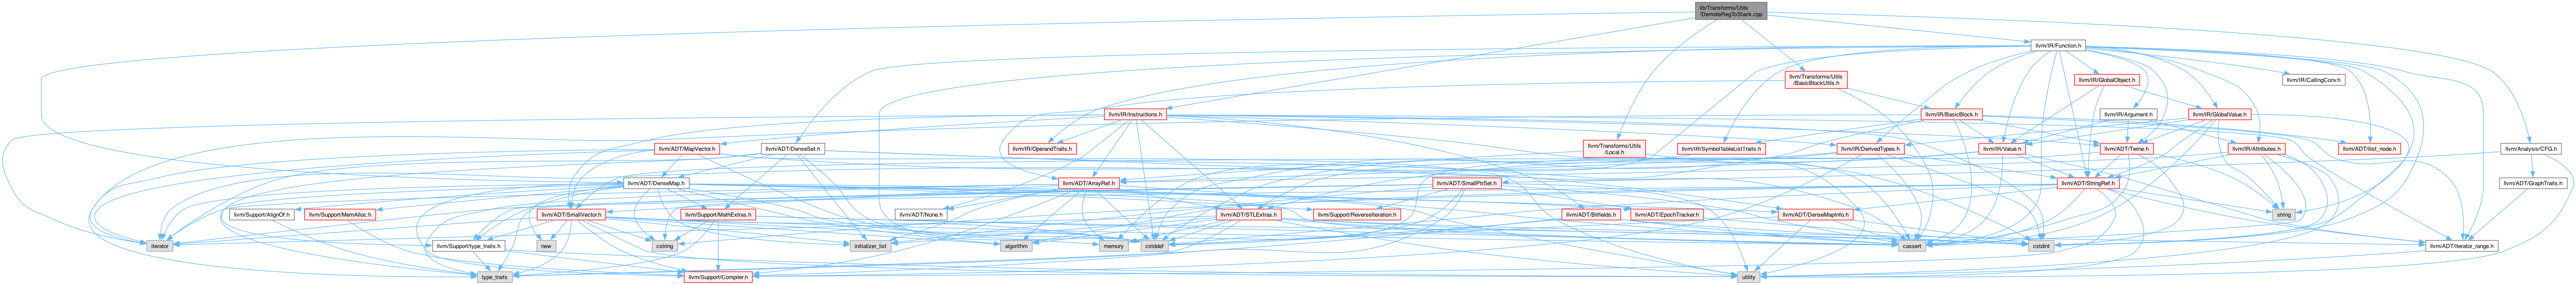 lib/Transforms/Utils
/DemoteRegToStack.cpp
llvm/IR/Function.h
llvm/Transforms/Utils
/BasicBlockUtils.h
llvm/IR/GlobalObject.h
llvm/IR/CallingConv.h
llvm/IR/Instructions.h
llvm/IR/BasicBlock.h
llvm/IR/Argument.h
llvm/IR/GlobalValue.h
llvm/ADT/MapVector.h
llvm/ADT/DenseSet.h
llvm/IR/OperandTraits.h
llvm/Transforms/Utils
/Local.h
llvm/IR/SymbolTableListTraits.h
llvm/IR/DerivedTypes.h
llvm/IR/Value.h
llvm/ADT/Twine.h
llvm/IR/Attributes.h
llvm/ADT/ilist_node.h
llvm/Analysis/CFG.h
llvm/ADT/DenseMap.h
llvm/ADT/ArrayRef.h
llvm/ADT/SmallPtrSet.h
llvm/ADT/StringRef.h
llvm/ADT/GraphTraits.h
llvm/Support/AlignOf.h
llvm/Support/MemAlloc.h
llvm/ADT/SmallVector.h
llvm/Support/MathExtras.h
llvm/ADT/None.h
llvm/ADT/STLExtras.h
llvm/Support/ReverseIteration.h
llvm/ADT/Bitfields.h
llvm/ADT/EpochTracker.h
llvm/ADT/DenseMapInfo.h
string
iterator
llvm/Support/type_traits.h
new
cstring
initializer_list
algorithm
memory
cstddef
cassert
cstdint
llvm/ADT/iterator_range.h
type_traits
llvm/Support/Compiler.h
utility